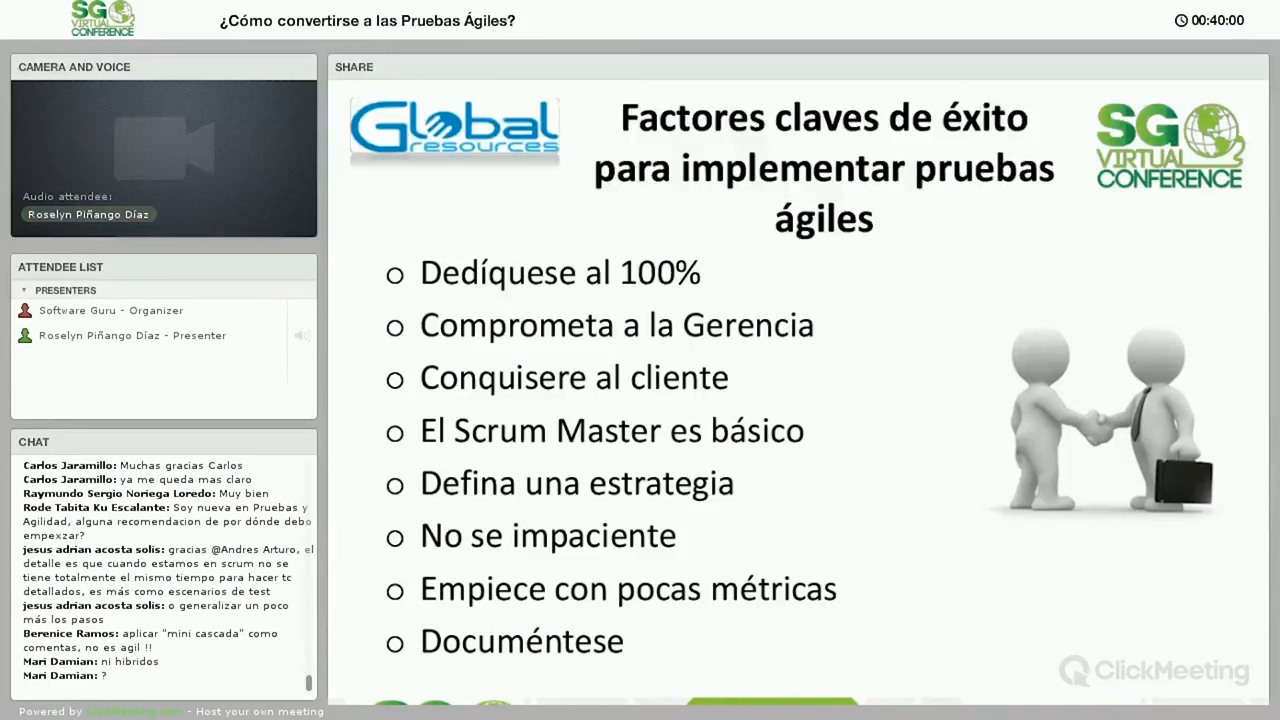 SG
VIRTUAL
CONFERENCE
¿Cómo convertirse a las Pruebas Ágiles?
00:40:00
CAMERA AND VOICE
Audio attendee:
Roselyn Piñango Díaz
ATTENDEE LIST
PRESENTERS
Software Guru - Organizer
Roselyn Piñango Díaz - Presenter
CHAT
Carlos Jaramillo: Muchas gracias Carlos
Carlos Jaramillo: ya me queda mas claro
Raymundo Sergio Noriega Loredo: Muy bien
Rode Tabita Ku Escalante: Soy nueva en Pruebas y
Agilidad, alguna recomendacion de por dónde debo
empexzar?
jesus adrian acosta solis: gracias @Andres Arturo, el
detalle es que cuando estamos en scrum no se
tiene totalmente el mismo tiempo para hacer tc
detallados, es más como escenarios de test
jesus adrian acosta solis: o generalizar un poco
más los pasos
Berenice Ramos: aplicar "mini cascada" como
comentas, no es agil !!
Mari Damian: ni hibridos
Mari Damian: ?
Powered by ClickMeeting.com - Host your own meeting
SHARE
Global
resources
Factores claves de éxito
para implementar pruebas
ágiles
SG
VIRTUAL
CONFERENCE
o Dedíquese al 100%
o Comprometa a la Gerencia
o Conquisere al cliente
o El Scrum Master es básico
o Defina una estrategia
o No se impaciente
o Empiece con pocas métricas
o Documéntese
ClickMeeting